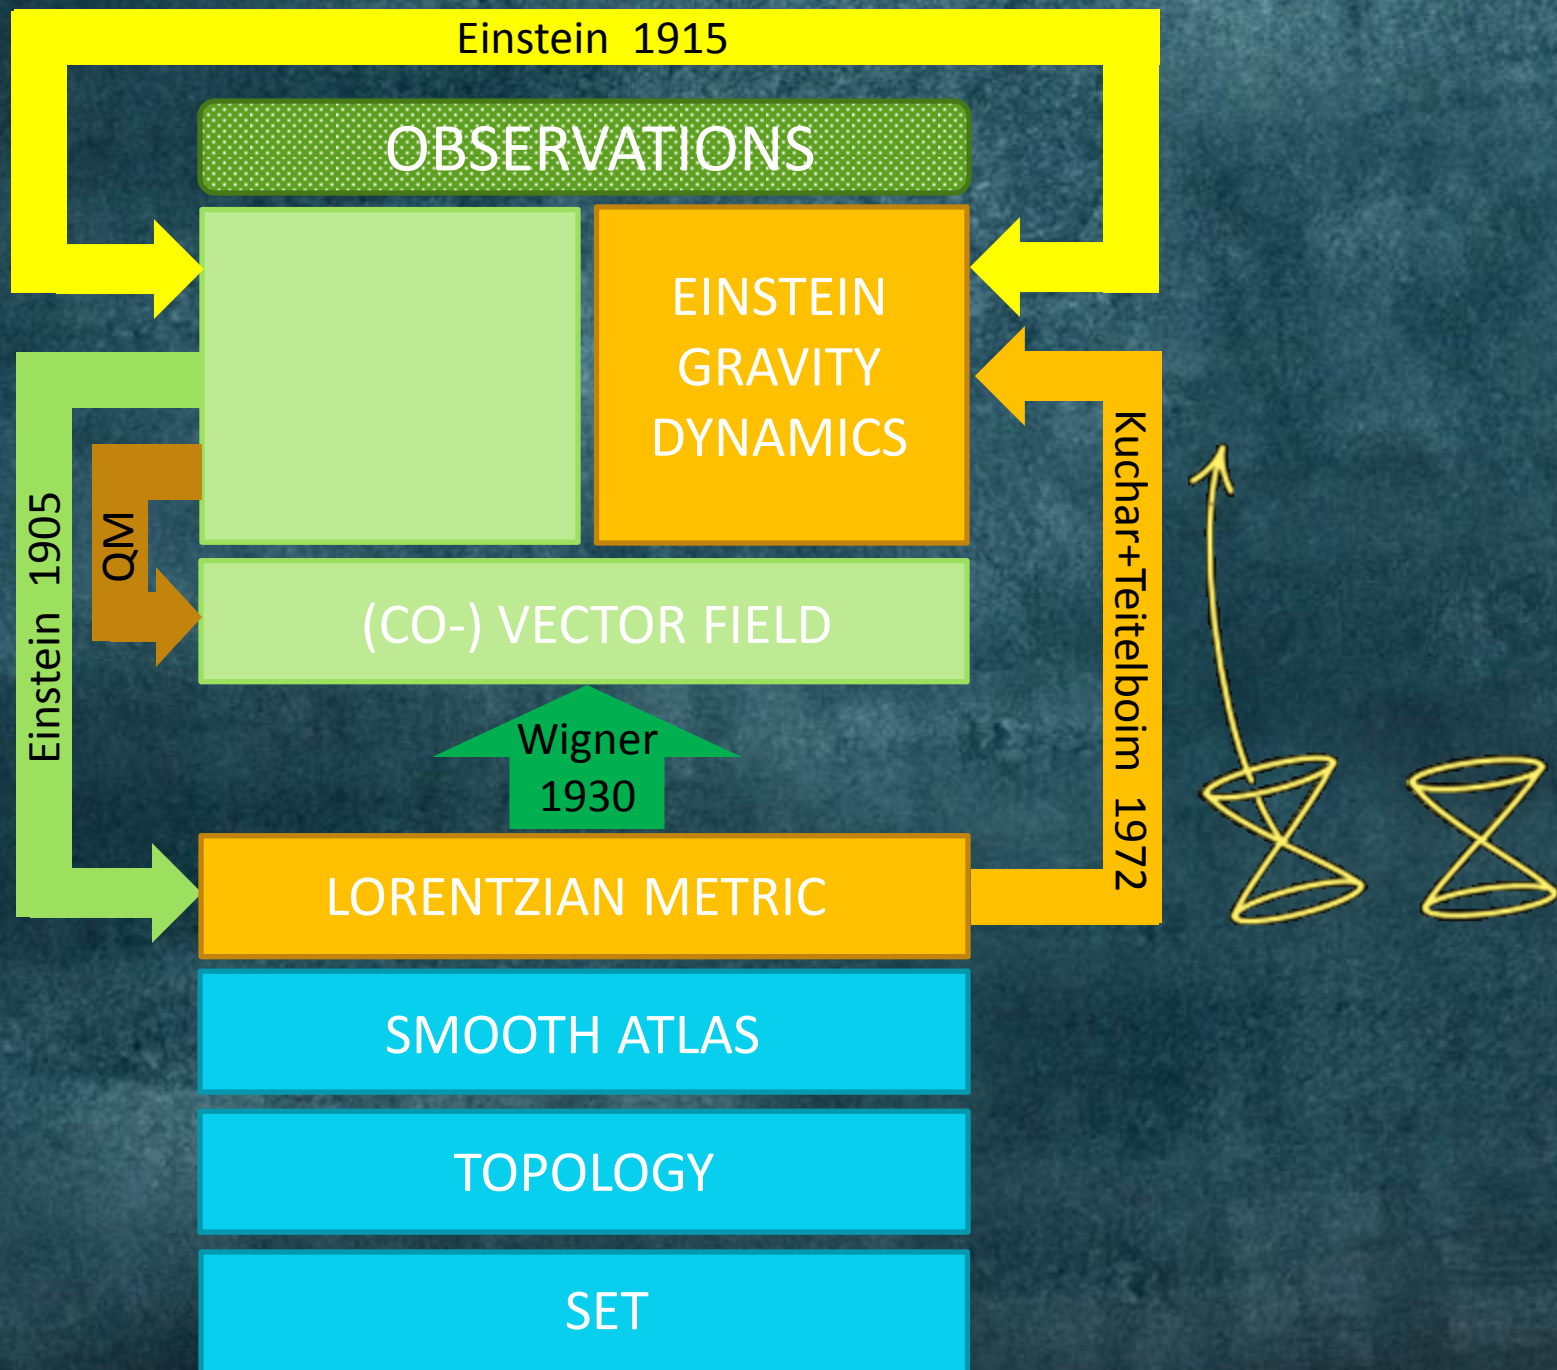 Einstein 1915
OBSERVATIONS
EINSTEIN
GRAVITY
DYNAMICS
Einstein 1905
QM
Kuchar+Teitelboim 1972
(CO-) VECTOR FIELD
Wigner
1930
LORENTZIAN METRIC
SMOOTH ATLAS
TOPOLOGY
SET